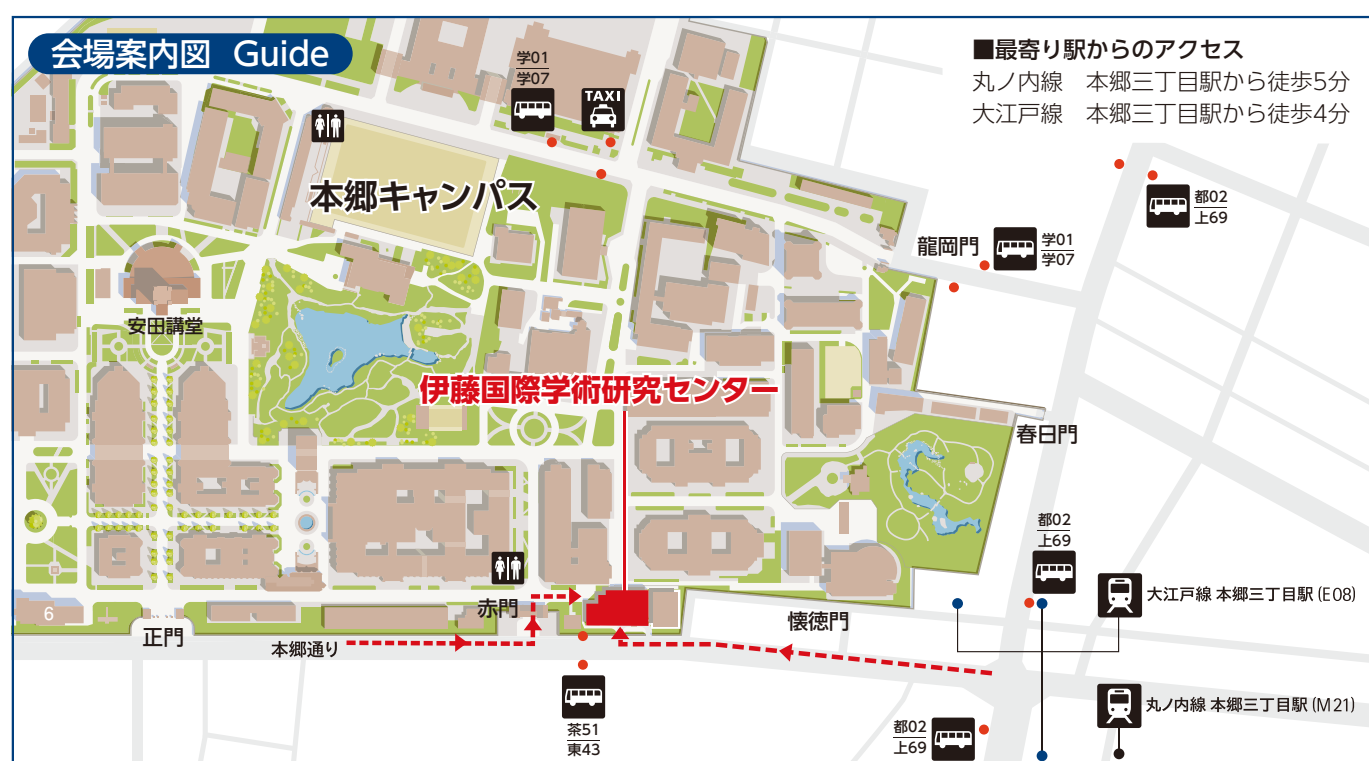 会場案内図 Guide
■最寄り駅からのアクセス
丸ノ内線 本郷三丁目駅から徒歩5分
大江戸線 本郷三丁目駅から徒歩4分
学01
学07
TAXI
本郷キャンパス
都02
上69
龍岡門
学01
学07
安田講堂
伊藤国際学術研究センター
春日門
都02
上69
大江戸線 本郷三丁目駅 (E08)
6
赤門
懐徳門
正門
本郷通り
茶51
東43
都02
上69
丸ノ内線 本郷三丁目駅 (M21)